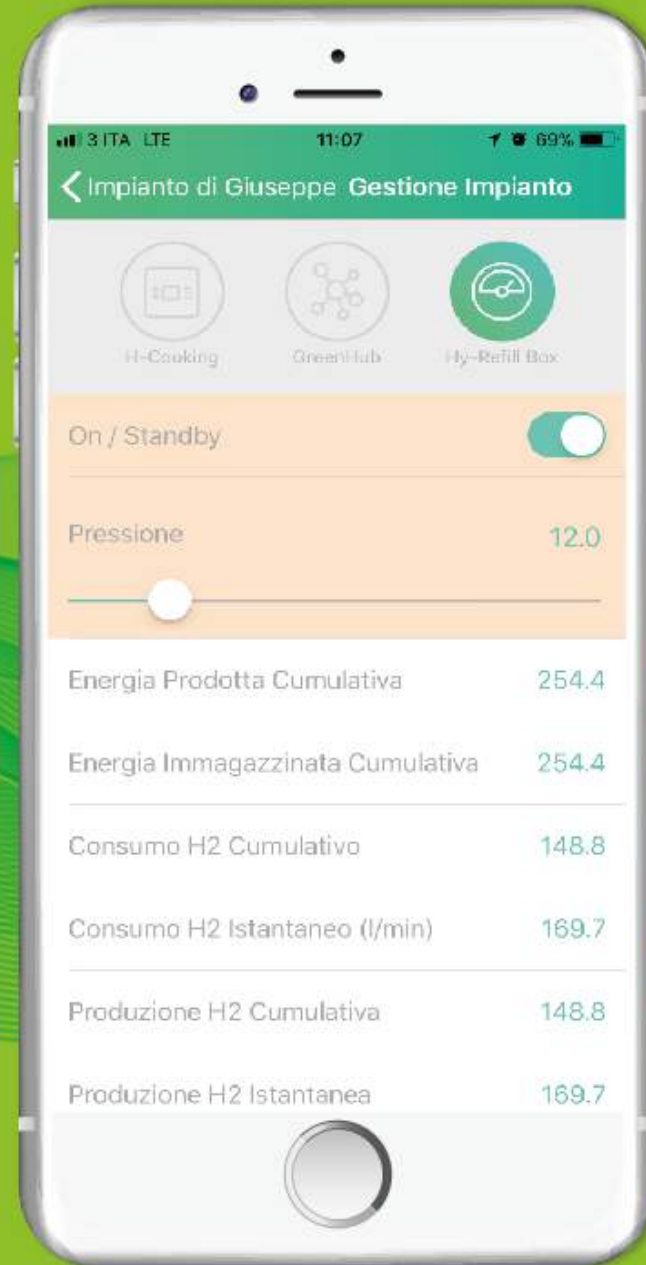 3 ITA LTE 11:07 69%
Impianto di Giuseppe Gestione Impianto
H-Cooking GreenHub Hy-Refill Box
On / Standby
Pressione 12.0
Energia Prodotta Cumulativa 254.4
Energia Immagazzinata Cumulativa 254.4
Consumo H2 Cumulativo 148.8
Consumo H2 Istantaneo (l/min) 169.7
Produzione H2 Cumulativa 148.8
Produzione H2 Istantanea 169.7